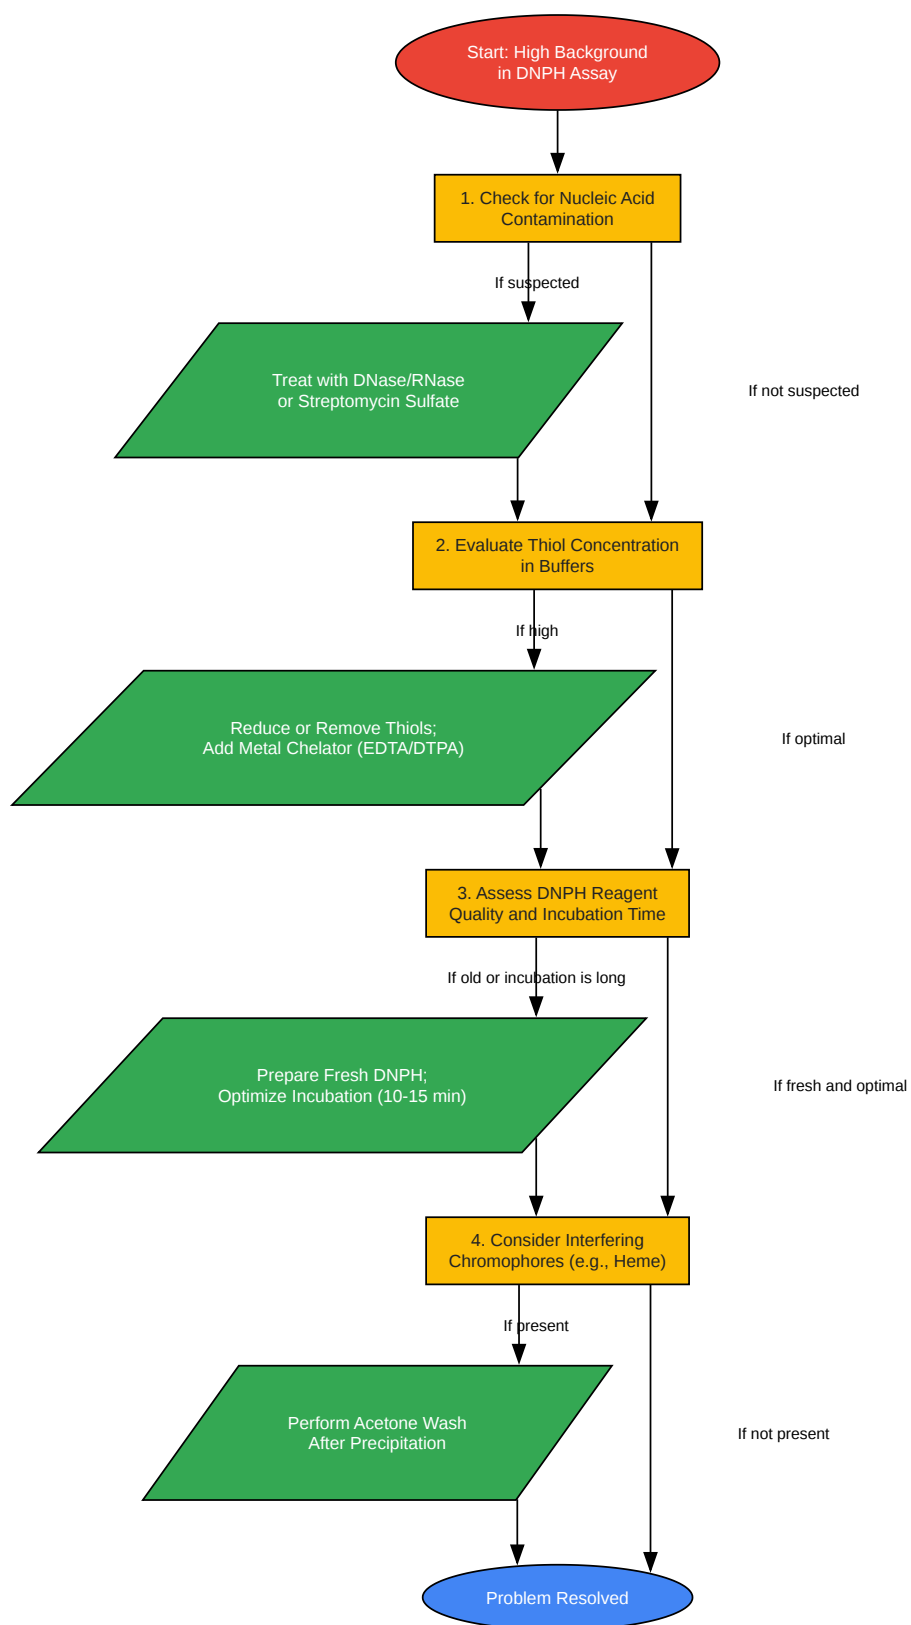 Start: High Background
in DNPH Assay
1. Check for Nucleic Acid
Contamination
If suspected
Treat with DNase/RNase
or Streptomycin Sulfate
If not suspected
2. Evaluate Thiol Concentration
in Buffers
If high
Reduce or Remove Thiols;
Add Metal Chelator (EDTA/DTPA)
If optimal
3. Assess DNPH Reagent
Quality and Incubation Time
If old or incubation is long
Prepare Fresh DNPH;
Optimize Incubation (10-15 min)
If fresh and optimal
4. Consider Interfering
Chromophores (e.g., Heme)
If present
Perform Acetone Wash
After Precipitation
If not present
Problem Resolved